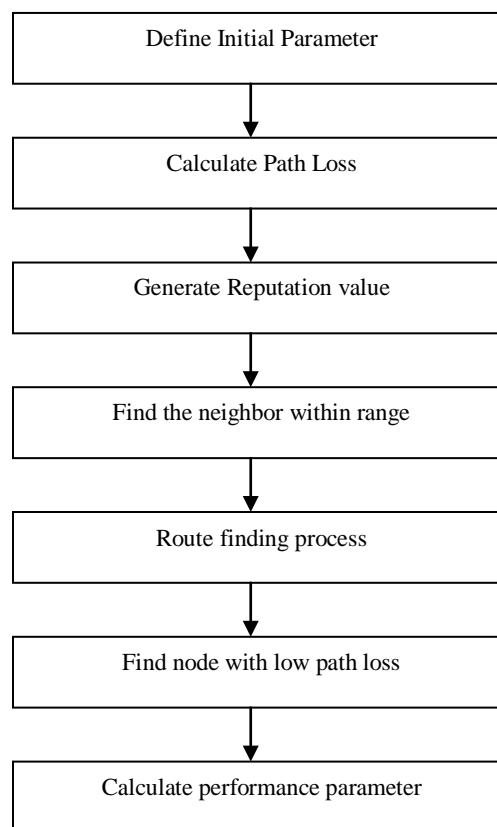 Define Initial Parameter
Calculate Path Loss
Generate Reputation value
Find the neighbor within range
Route finding process
Find node with low path loss
Calculate performance parameter